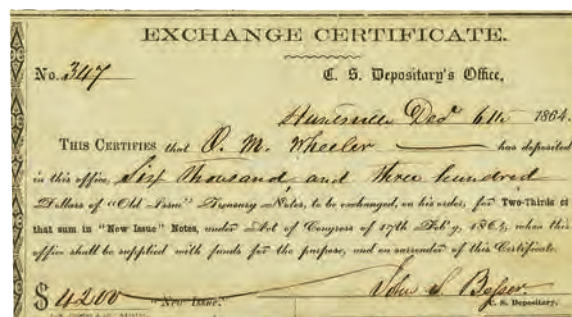 EXCHANGE CERTIFICATE.
No. 347 C. S. Depositary's Office,
Huntsville Decr 6th 1864.
THIS CERTIFIES that O. M. Wheeler has deposited
in this office, Six thousand and three hundred
Dollars of "Old Issue" Treasury Notes, to be exchanged, on his order, for Two-Thirds of
that sum in "New Issue" Notes, under Act of Congress of 17th Feb'y, 1864, when this
office shall be supplied with funds for the purpose, and on surrender of this Certificate.
$ 4200 "New Issue." John S. Besser.
C. S. Depositary.